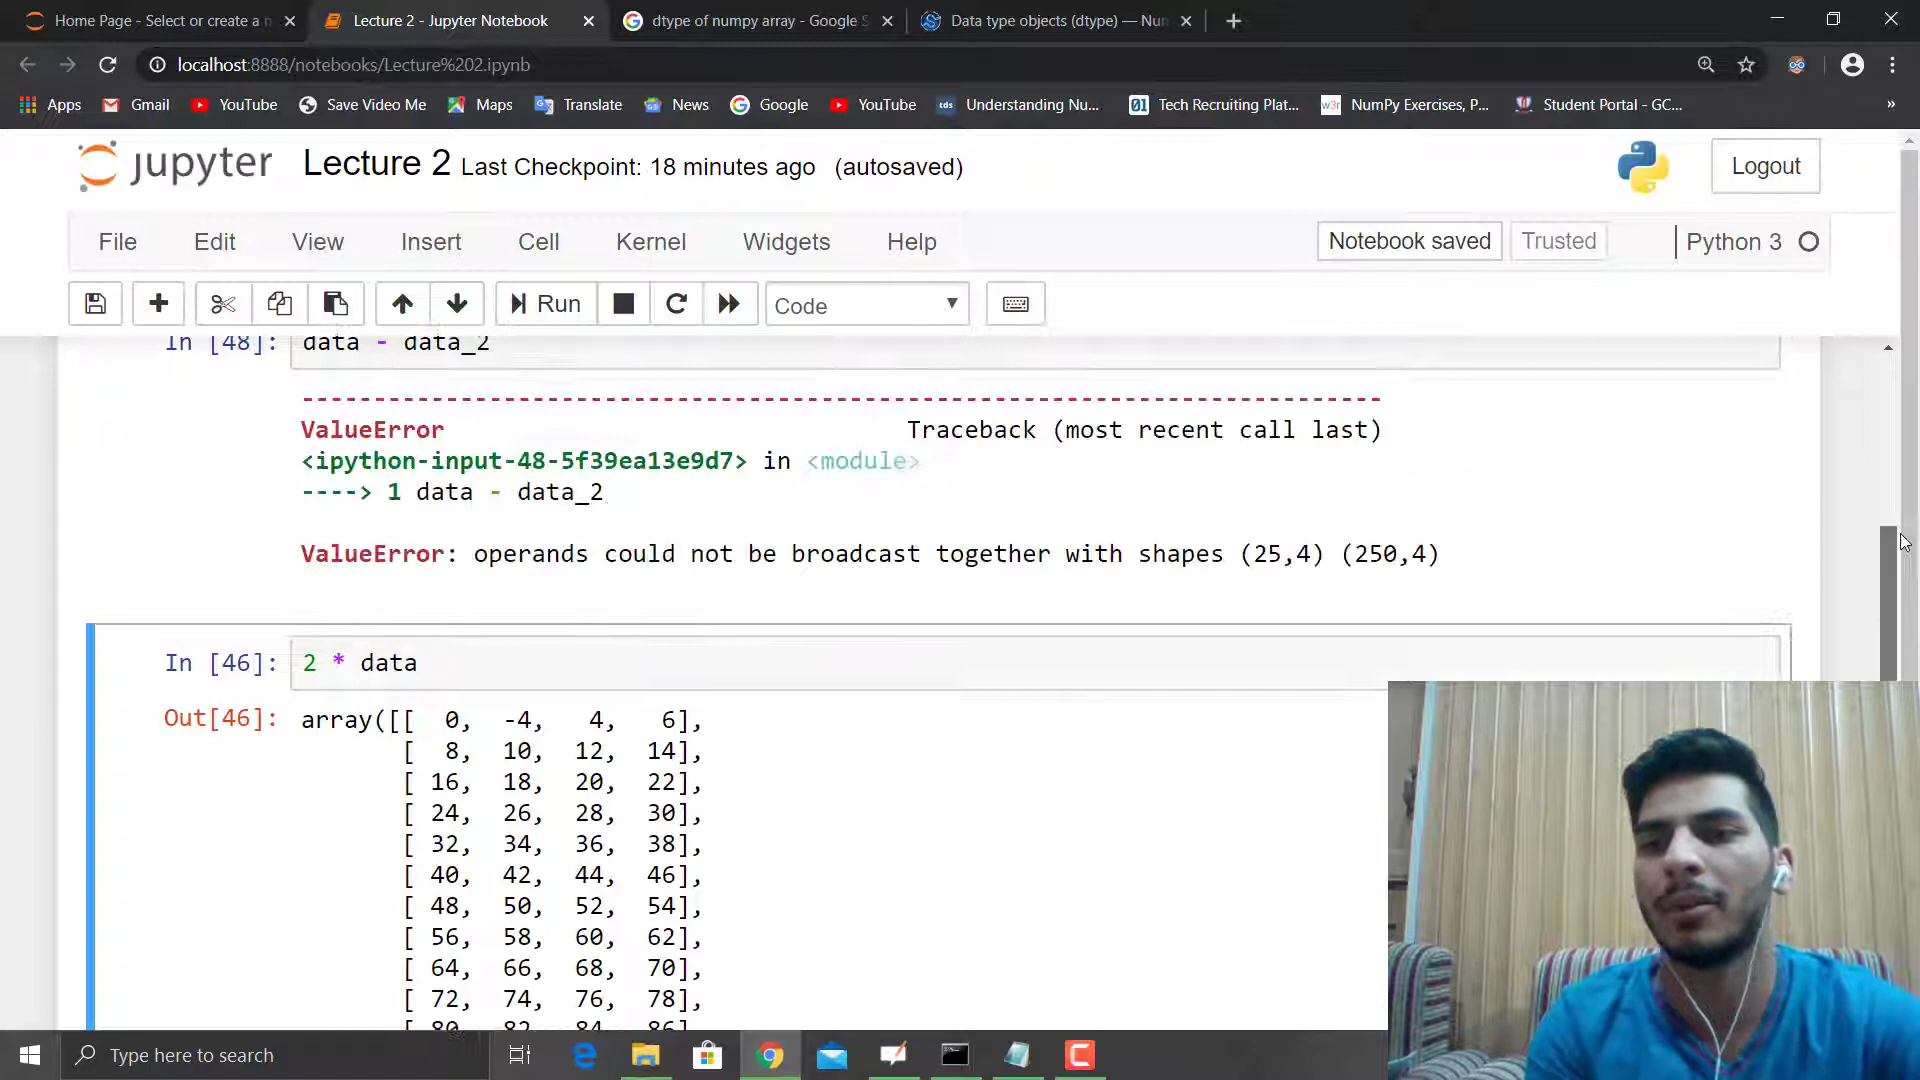 Home Page - Select or create a n
Lecture 2 - Jupyter Notebook
dtype of numpy array - Google S
Data type objects (dtype) — Num
localhost:8888/notebooks/Lecture%202.ipynb
Apps Gmail YouTube Save Video Me Maps Translate News Google YouTube tds Understanding Nu... 01 Tech Recruiting Plat... w3r NumPy Exercises, P... Student Portal - GC... »
jupyter Lecture 2 Last Checkpoint: 18 minutes ago (autosaved) Logout
File Edit View Insert Cell Kernel Widgets Help Notebook saved Trusted Python 3
Run Code
In [48]: data - data_2
---------------------------------------------------------------------------
ValueError Traceback (most recent call last)
<ipython-input-48-5f39ea13e9d7> in <module>
----> 1 data - data_2
ValueError: operands could not be broadcast together with shapes (25,4) (250,4)
In [46]: 2 * data
Out[46]: array([[ 0, -4, 4, 6],
[ 8, 10, 12, 14],
[ 16, 18, 20, 22],
[ 24, 26, 28, 30],
[ 32, 34, 36, 38],
[ 40, 42, 44, 46],
[ 48, 50, 52, 54],
[ 56, 58, 60, 62],
[ 64, 66, 68, 70],
[ 72, 74, 76, 78],
[ 80, 82, 84, 86]
Type here to search